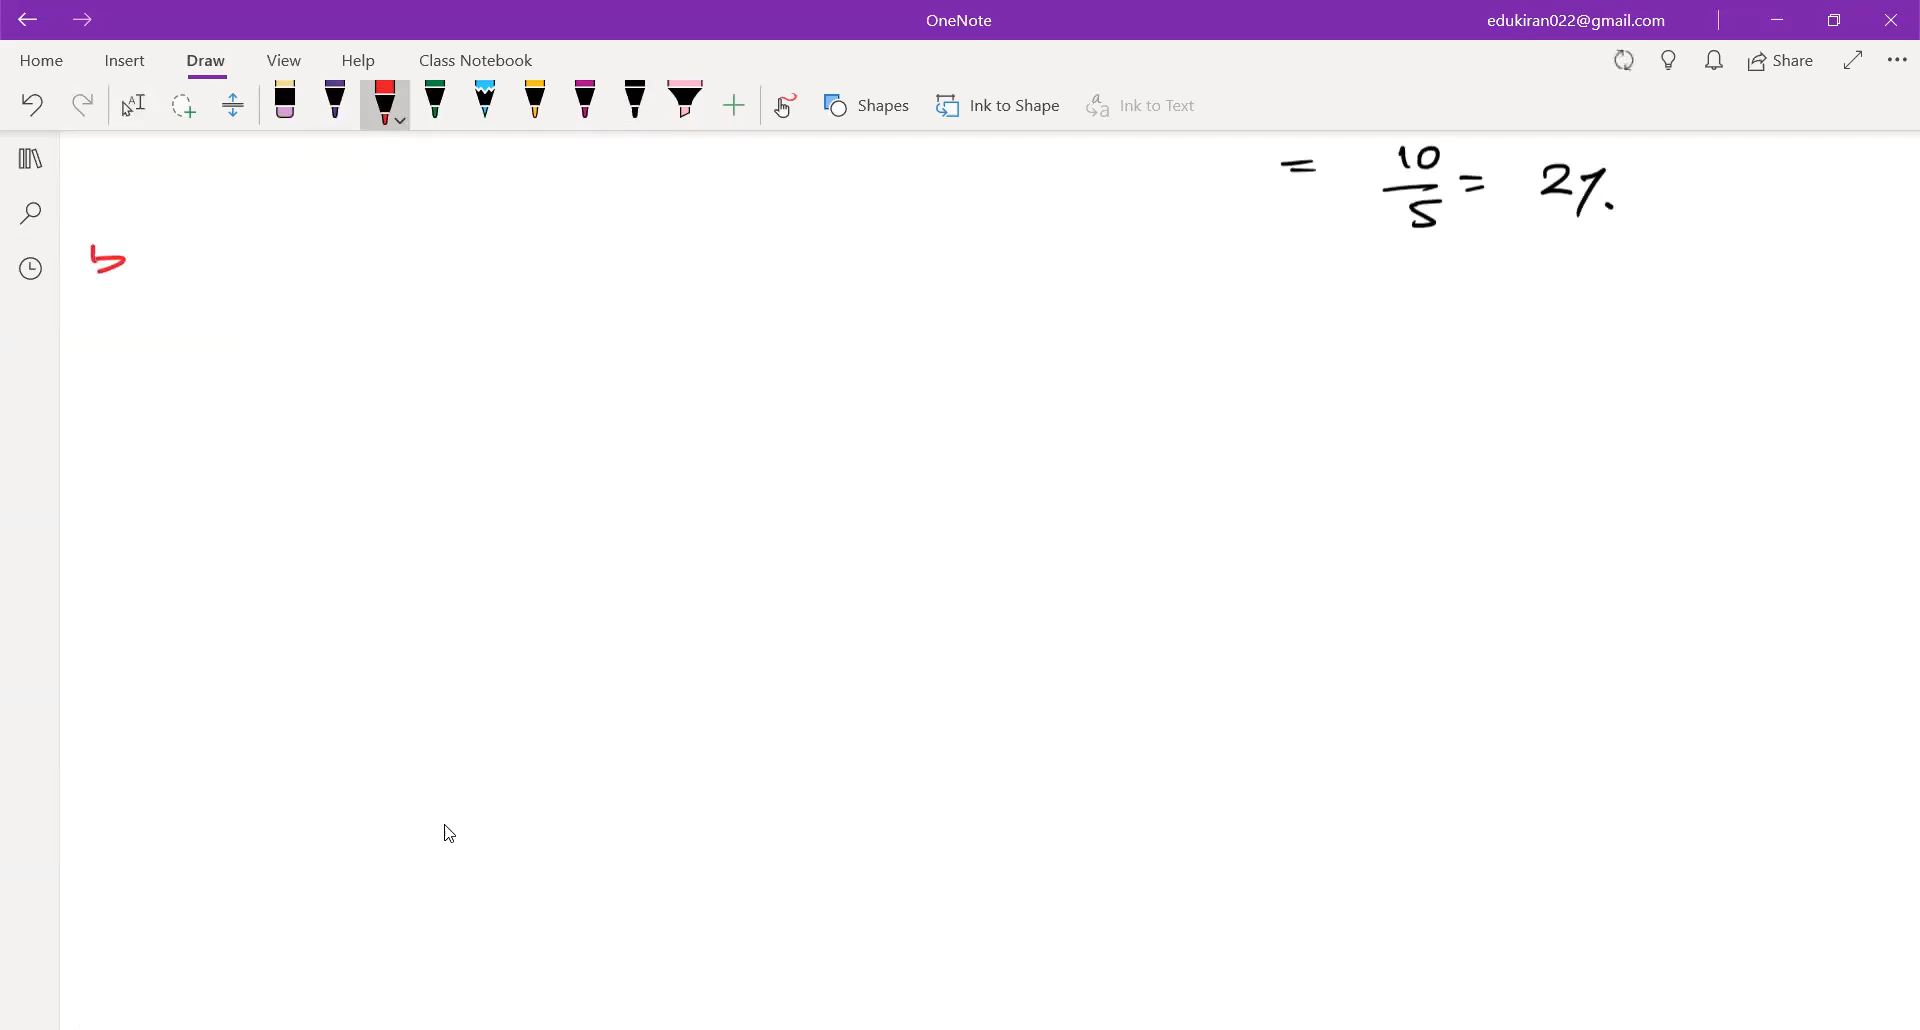 OneNote
edukiran022@gmail.com
Home Insert Draw View Help Class Notebook Share
Shapes Ink to Shape Ink to Text
= 10/5 = 2%.